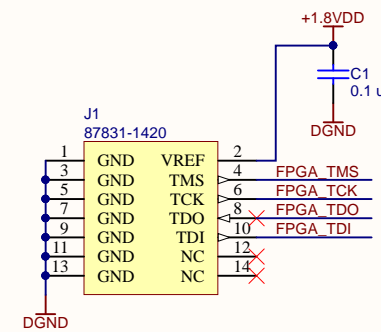 +1.8VDD
C1
0.1 u
DGND
J1
87831-1420
1 GND VREF 2
3 GND TMS 4 FPGA_TMS
5 GND TCK 6 FPGA_TCK
7 GND TDO 8 FPGA_TDO
9 GND TDI 10 FPGA_TDI
11 GND NC 12
13 GND NC 14
DGND